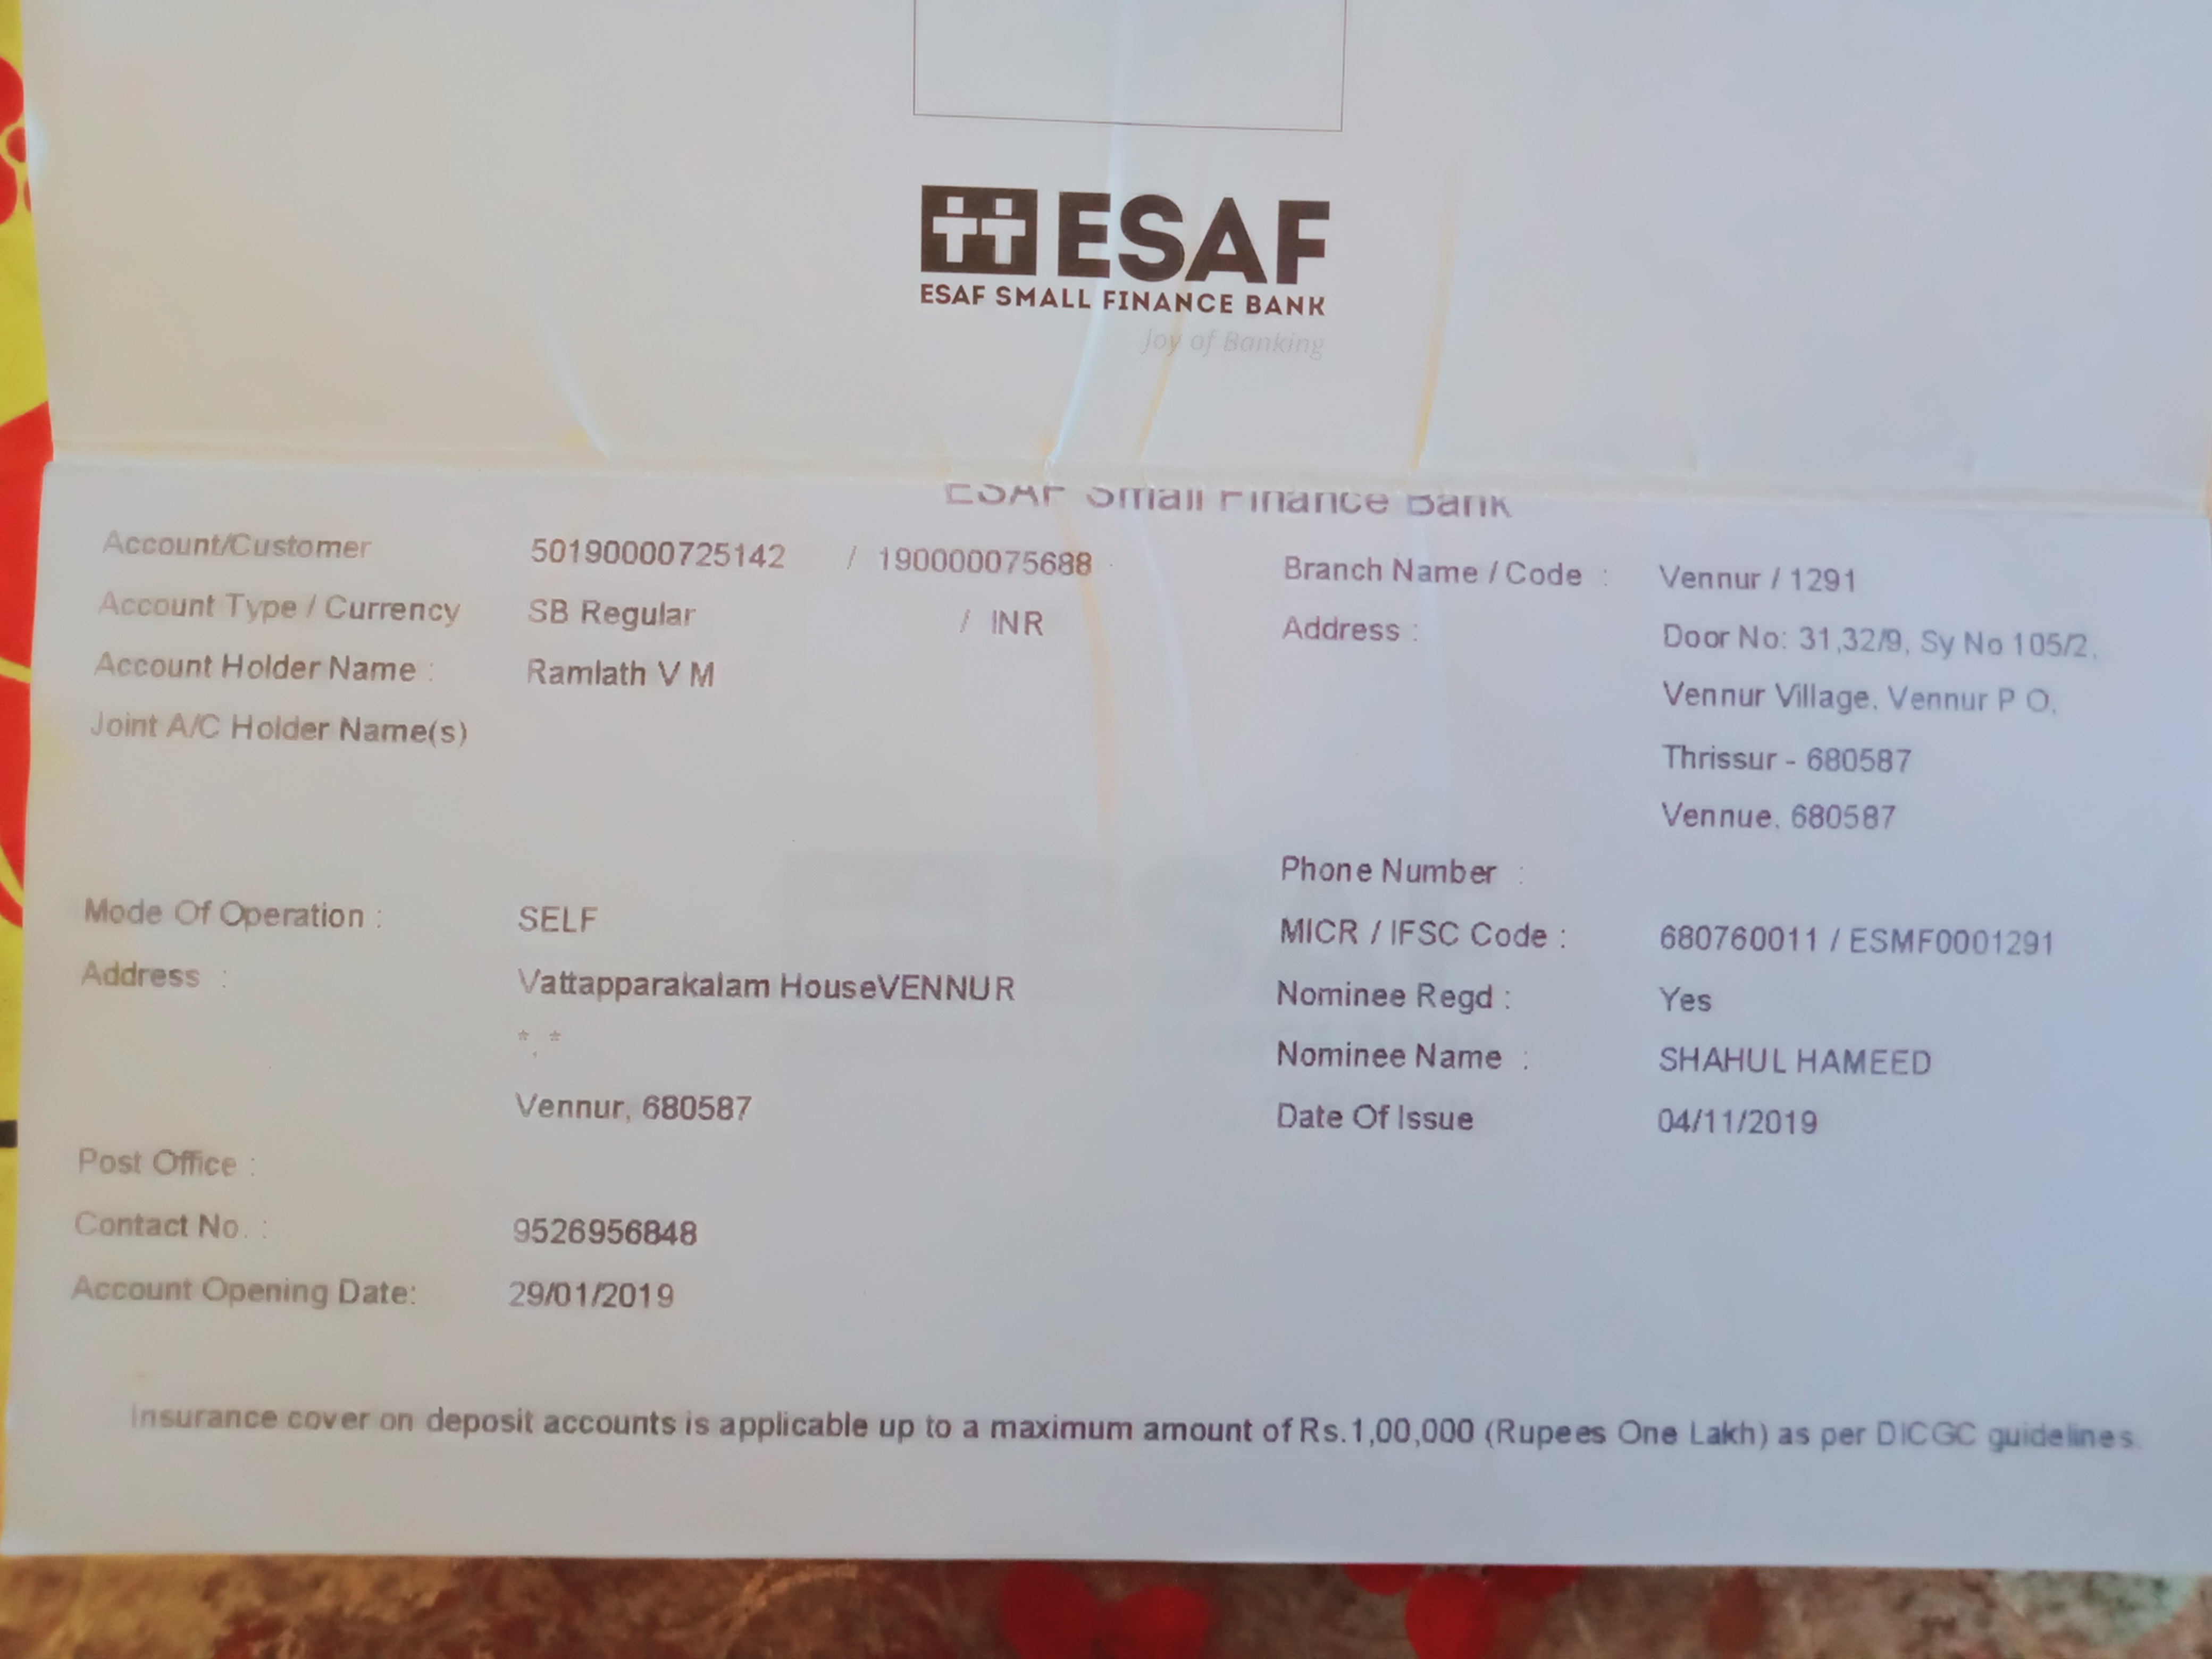 ESAF
ESAF SMALL FINANCE BANK
Joy of Banking
ESAF Small Finance Bank
Account/Customer 50190000725142 / 190000075688
Account Type / Currency SB Regular / INR
Account Holder Name : Ramlath V M
Joint A/C Holder Name(s)
Mode Of Operation : SELF
Address : Vattapparakalam HouseVENNUR
*, *
Vennur, 680587
Post Office :
Contact No. : 9526956848
Account Opening Date: 29/01/2019
Branch Name / Code : Vennur / 1291
Address : Door No: 31,32/9, Sy No 105/2,
Vennur Village, Vennur P O,
Thrissur - 680587
Vennue, 680587
Phone Number :
MICR / IFSC Code : 680760011 / ESMF0001291
Nominee Regd : Yes
Nominee Name : SHAHUL HAMEED
Date Of Issue 04/11/2019
Insurance cover on deposit accounts is applicable up to a maximum amount of Rs.1,00,000 (Rupees One Lakh) as per DICGC guidelines.